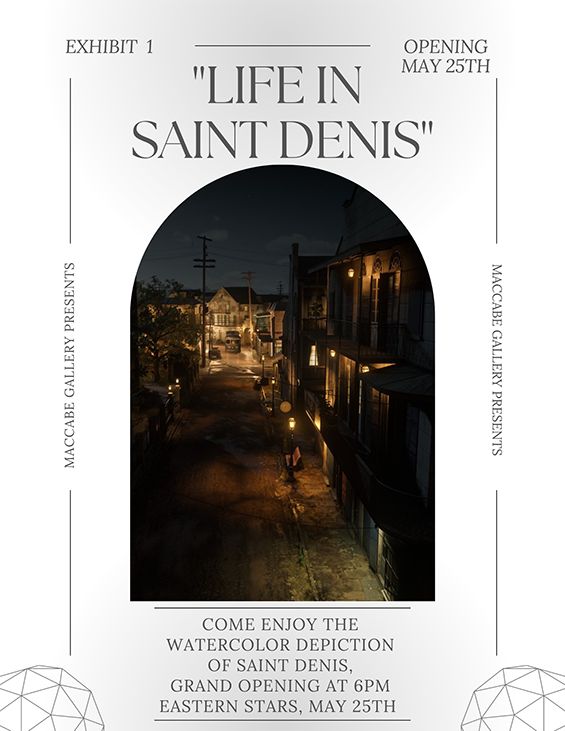 EXHIBIT 1
OPENING
MAY 25TH
"LIFE IN
SAINT DENIS"
MACCABE GALLERY PRESENTS
MACCABE GALLERY PRESENTS
COME ENJOY THE
WATERCOLOR DEPICTION
OF SAINT DENIS,
GRAND OPENING AT 6PM
EASTERN STARS, MAY 25TH